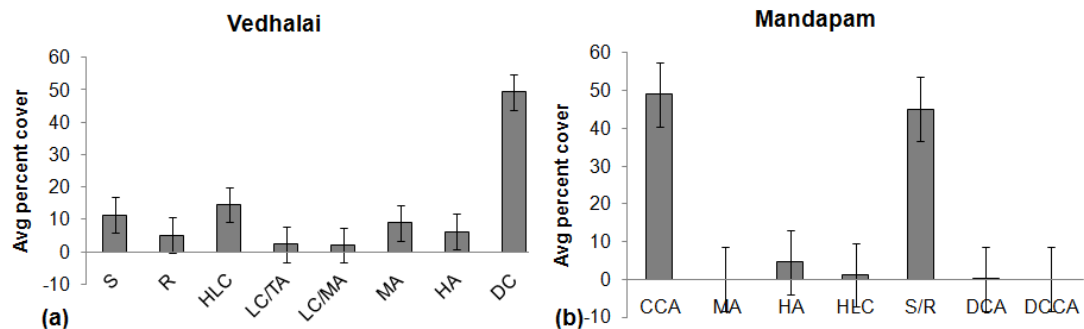 Vedhalai
Avg percent cover
60
50
40
30
20
10
0
-10
S R HLC LC/TA LC/MA MA HA DC
(a)
Mandapam
Avg percent cover
60
50
40
30
20
10
0
-10
CCA MA HA HLC S/R DCA DCCA
(b)